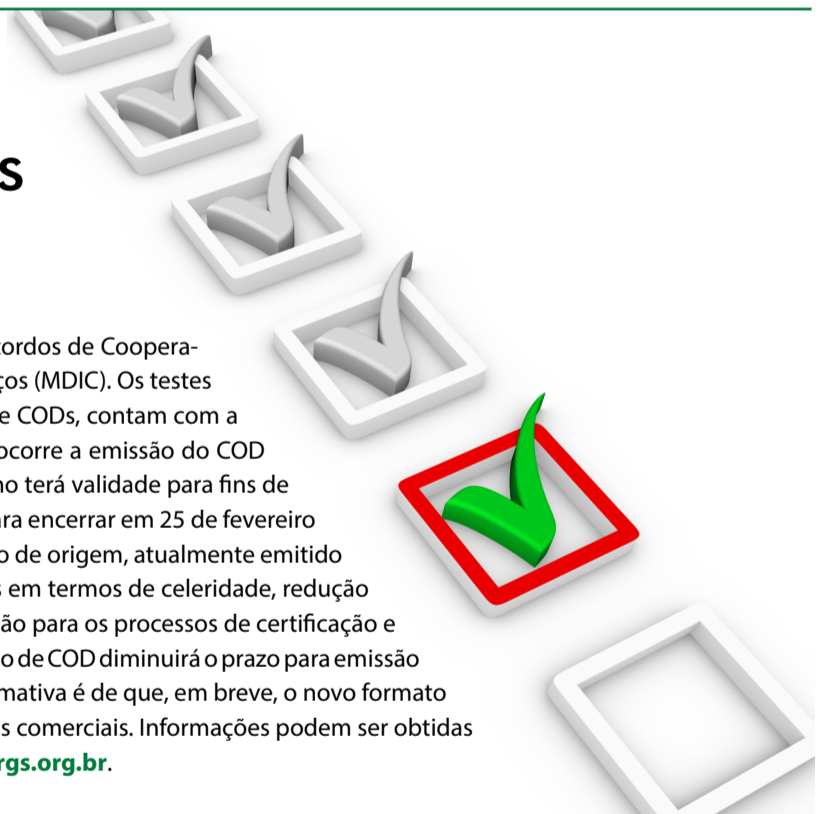 s
cordos de Coopera-
ços (MDIC). Os testes
e CODs, contam com a
ocorre a emissão do COD
no terá validade para fins de
ara encerrar em 25 de fevereiro
o de origem, atualmente emitido
s em termos de celeridade, redução
ão para os processos de certificação e
o de COD diminuirá o prazo para emissão
mativa é de que, em breve, o novo formato
s comerciais. Informações podem ser obtidas
rgs.org.br.